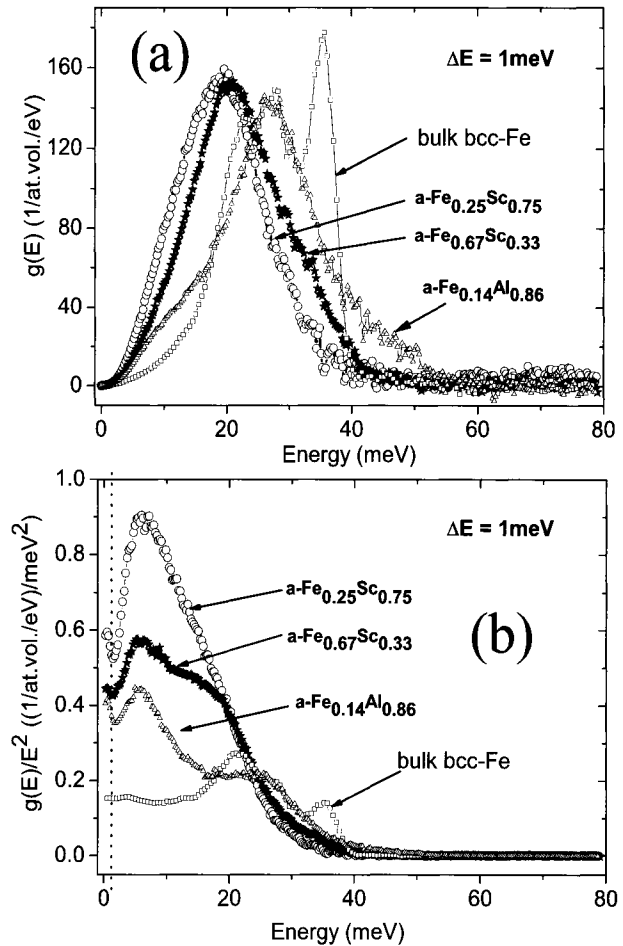 (a)
ΔE = 1meV
160
120
80
40
0
g(E) (1/at.vol./eV)
bulk bcc-Fe
a-Fe0.25Sc0.75
a-Fe0.67Sc0.33
a-Fe0.14Al0.86
0 20 40 60 80
Energy (meV)
1.0
0.8
0.6
0.4
0.2
0.0
g(E)/E² ((1/at.vol./eV)/meV²)
ΔE = 1meV
a-Fe0.25Sc0.75
a-Fe0.67Sc0.33
(b)
a-Fe0.14Al0.86
bulk bcc-Fe
0 20 40 60 80
Energy (meV)